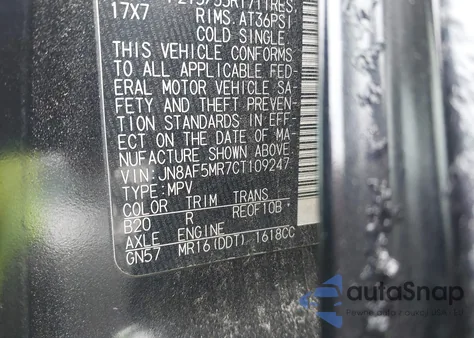 17X7 RIMS. AT36PSI
COLD SINGLE.
THIS VEHICLE CONFORMS
TO ALL APPLICABLE FED-
ERAL MOTOR VEHICLE SA-
FETY AND THEFT PREVEN-
TION STANDARDS IN EFF-
ECT ON THE DATE OF MA-
NUFACTURE SHOWN ABOVE.
VIN:JN8AF5MR7CT109247
TYPE:MPV
COLOR TRIM TRANS
B20 R RE0F10B
AXLE ENGINE
GN57 MR16(DDT) 1618CC
autoSnap